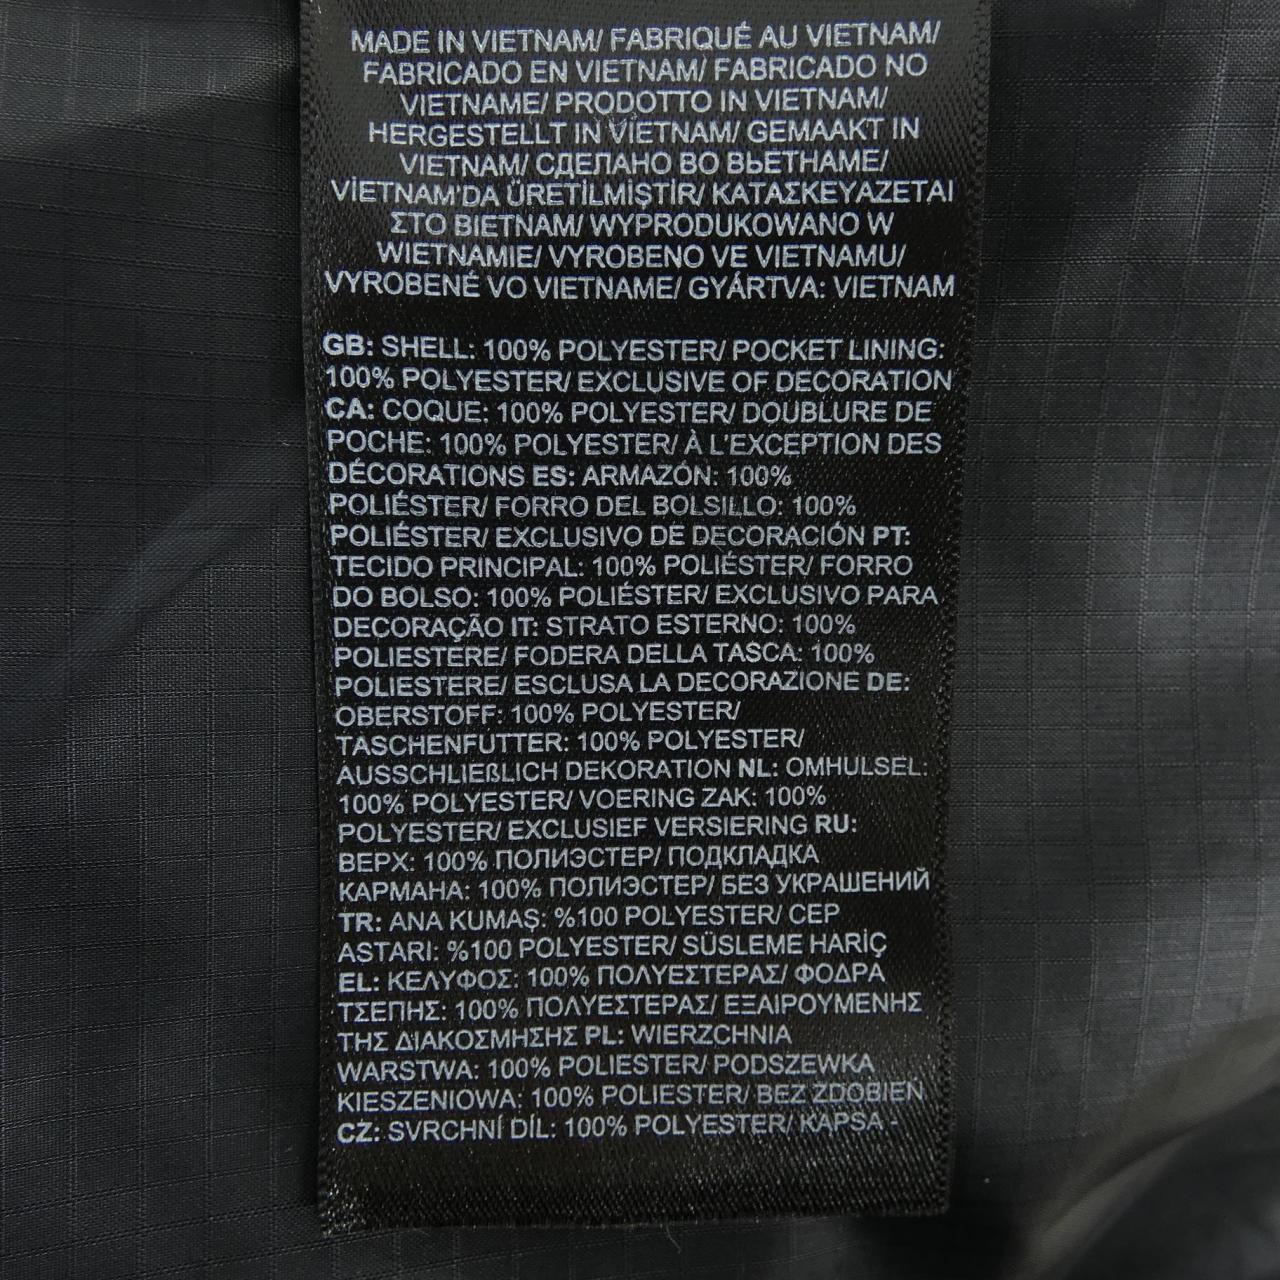 MADE IN VIETNAM/ FABRIQUÉ AU VIETNAM/
FABRICADO EN VIETNAM/ FABRICADO NO
VIETNAME/ PRODOTTO IN VIETNAM/
HERGESTELLT IN VIETNAM/ GEMAAKT IN
VIETNAM/ СДЕЛАНО ВО ВЬЕТНАМЕ/
VİETNAM'DA ÜRETİLMİŞTİR/ ΚΑΤΑΣΚΕΥΑΖΕΤΑΙ
ΣΤΟ ΒΙΕΤΝΑΜ/ WYPRODUKOWANO W
WIETNAMIE/ VYROBENO VE VIETNAMU/
VYROBENÉ VO VIETNAME/ GYÁRTVA: VIETNAM
GB: SHELL: 100% POLYESTER/ POCKET LINING:
100% POLYESTER/ EXCLUSIVE OF DECORATION
CA: COQUE: 100% POLYESTER/ DOUBLURE DE
POCHE: 100% POLYESTER/ À L'EXCEPTION DES
DÉCORATIONS ES: ARMAZÓN: 100%
POLIÉSTER/ FORRO DEL BOLSILLO: 100%
POLIÉSTER/ EXCLUSIVO DE DECORACIÓN PT:
TECIDO PRINCIPAL: 100% POLIÉSTER/ FORRO
DO BOLSO: 100% POLIÉSTER/ EXCLUSIVO PARA
DECORAÇÃO IT: STRATO ESTERNO: 100%
POLIESTERE/ FODERA DELLA TASCA: 100%
POLIESTERE/ ESCLUSA LA DECORAZIONE DE:
OBERSTOFF: 100% POLYESTER/
TASCHENFUTTER: 100% POLYESTER/
AUSSCHLIEßLICH DEKORATION NL: OMHULSEL:
100% POLYESTER/ VOERING ZAK: 100%
POLYESTER/ EXCLUSIEF VERSIERING RU:
ВЕРХ: 100% ПОЛИЭСТЕР/ ПОДКЛАДКА
КАРМАНА: 100% ПОЛИЭСТЕР/ БЕЗ УКРАШЕНИЙ
TR: ANA KUMAŞ: %100 POLYESTER/ CEP
ASTARI: %100 POLYESTER/ SÜSLEME HARİÇ
EL: ΚΕΛΥΦΟΣ: 100% ΠΟΛΥΕΣΤΕΡΑΣ/ ΦΟΔΡΑ
ΤΣΕΠΗΣ: 100% ΠΟΛΥΕΣΤΕΡΑΣ/ ΕΞΑΙΡΟΥΜΕΝΗΣ
ΤΗΣ ΔΙΑΚΟΣΜΗΣΗΣ PL: WIERZCHNIA
WARSTWA: 100% POLIESTER/ PODSZEWKA
KIESZENIOWA: 100% POLIESTER/ BEZ ZDOBIEŃ
CZ: SVRCHNÍ DÍL: 100% POLYESTER/ KAPSA -